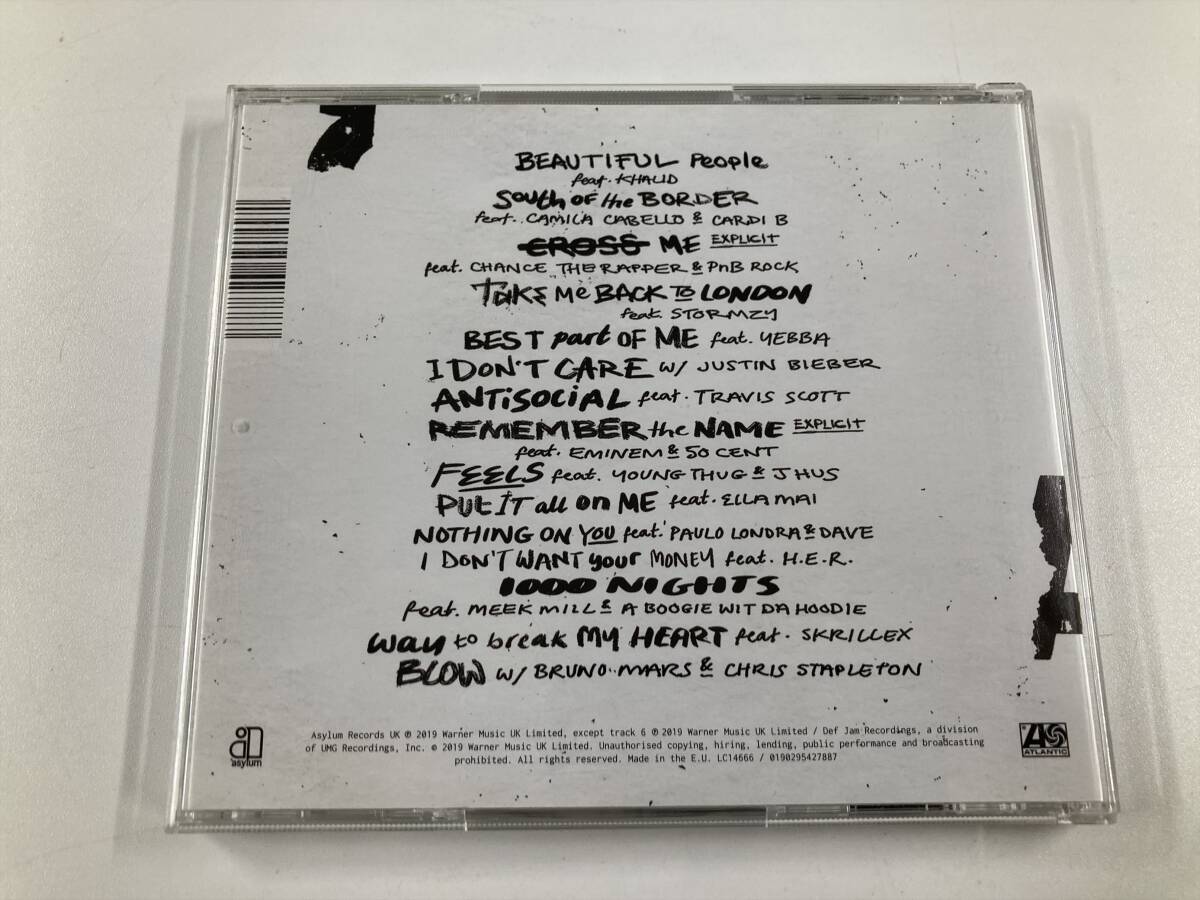 BEAUTIFUL People
feat. KHALID
South OF the BORDER
feat. CAMILA CABELLO & CARDI B
CROSS ME EXPLICIT
feat. CHANCE THE RAPPER & PnB ROCK
TAKE Me BACK TO LONDON
feat. STORMZY
BEST part OF ME feat. YEBBA
I DON'T CARE W/ JUSTIN BIEBER
ANTiSOCiAL feat. TRAVIS SCOTT
REMEMBER the NAME EXPLICIT
feat. EMINEM & 50 CENT
FEELS feat. YOUNG THUG & J HUS
PUt IT all on ME feat. ELLA MAI
NOTHING ON YOU feat. PAULO LONDRA & DAVE
I DON'T WANT your MONEY feat. H.E.R.
1000 NIGHTS
feat. MEEK MILL & A BOOGIE WIT DA HOODIE
way to break MY HEART feat. SKRILLEX
BLOW W/ BRUNO MARS & CHRIS STAPLETON
asylum
Asylum Records UK ℗ 2019 Warner Music UK Limited, except track 6 ℗ 2019 Warner Music UK Limited / Def Jam Recordings, a division
of UMG Recordings, Inc. © 2019 Warner Music UK Limited. Unauthorised copying, hiring, lending, public performance and broadcasting
prohibited. All rights reserved. Made in the E.U. LC14666 / 0190295427887
ATLANTIC